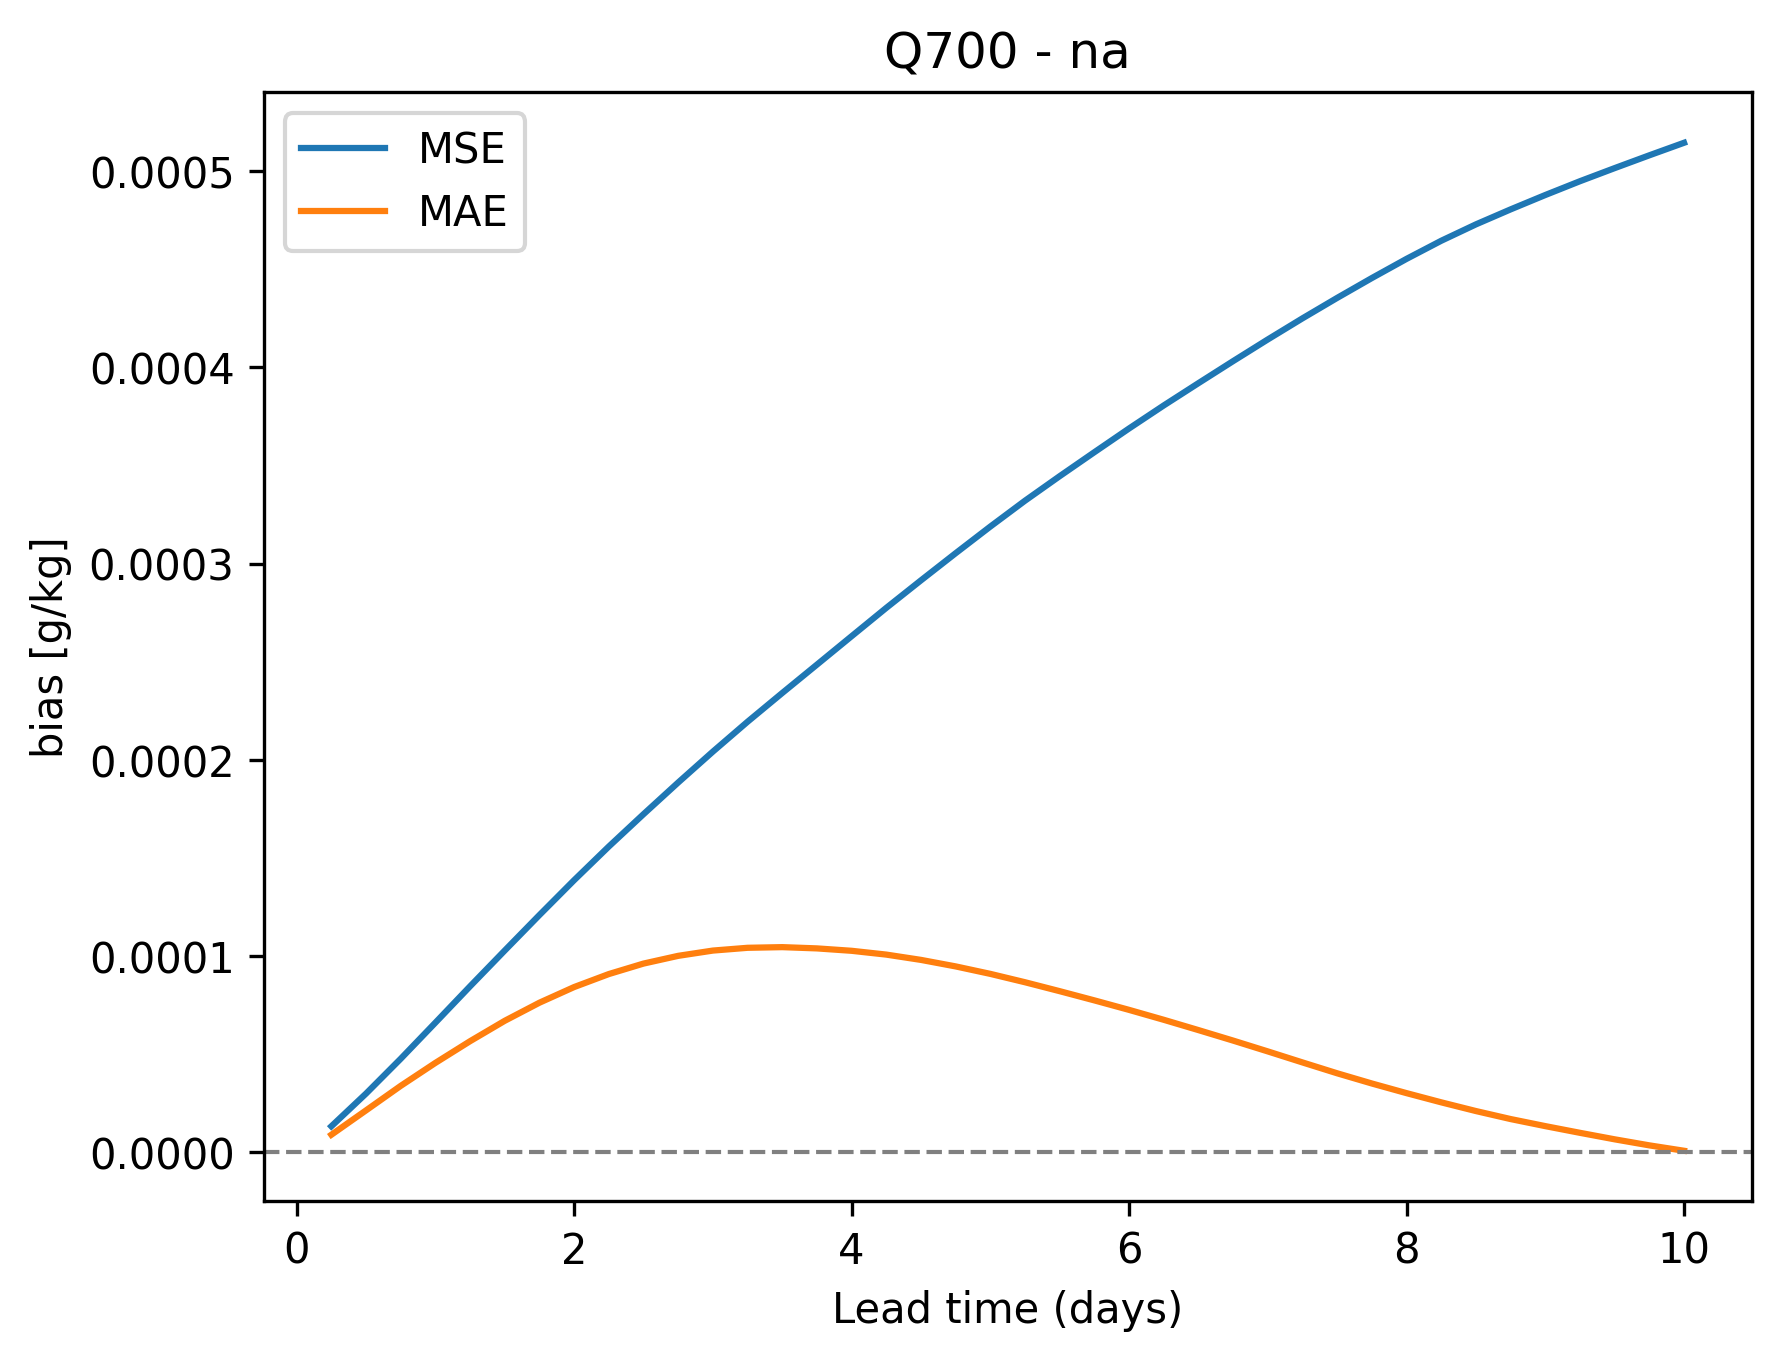 Q700 - na
MSE
MAE
bias [g/kg]
0.0005
0.0004
0.0003
0.0002
0.0001
0.0000
0 2 4 6 8 10
Lead time (days)